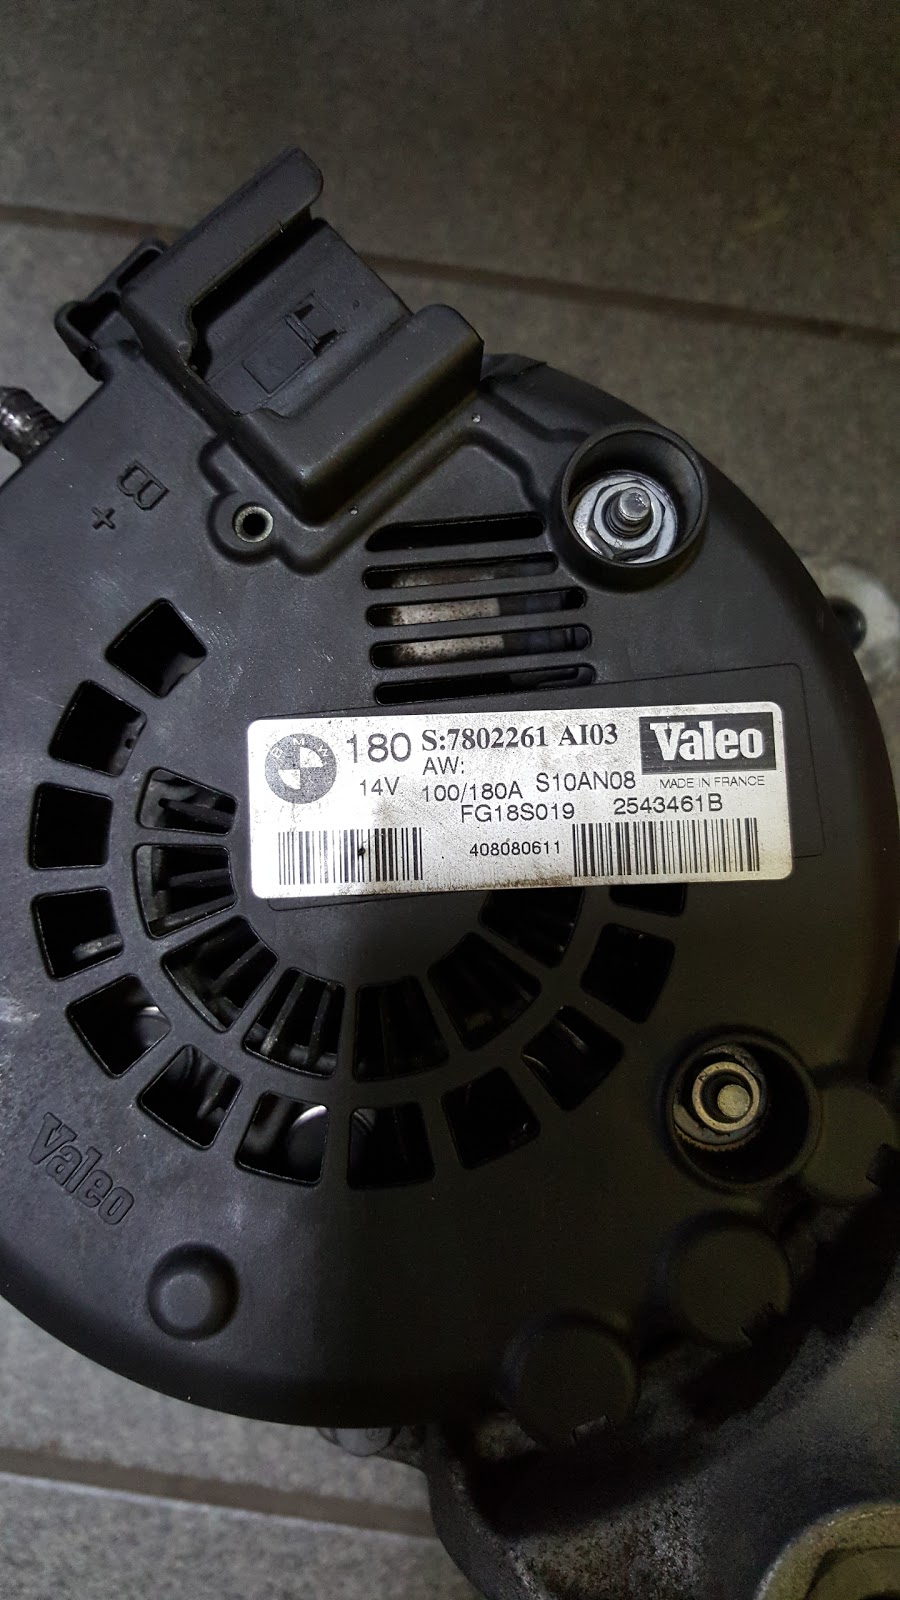 B
+
180 S:7802261 AI03 Valeo
AW:
14V 100/180A S10AN08 MADE IN FRANCE
FG18S019 2543461B
408080611
Valeo